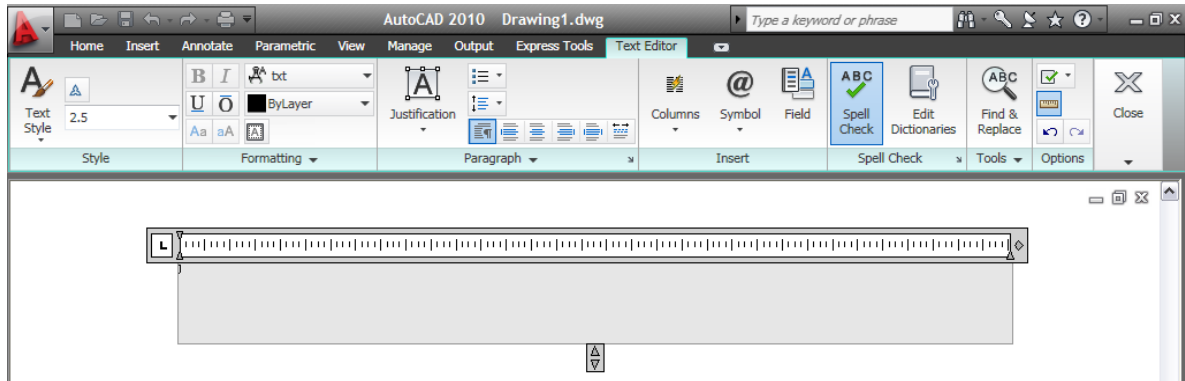 AutoCAD 2010 Drawing1.dwg
Type a keyword or phrase
Home Insert Annotate Parametric View Manage Output Express Tools Text Editor
B I txt
ABC
ABC
Text Style
2.5
U O ByLayer
Justification
Columns
Symbol
Field
Spell Check
Edit Dictionaries
Find & Replace
Close
Aa aA A
Style Formatting Paragraph Insert Spell Check Tools Options
L